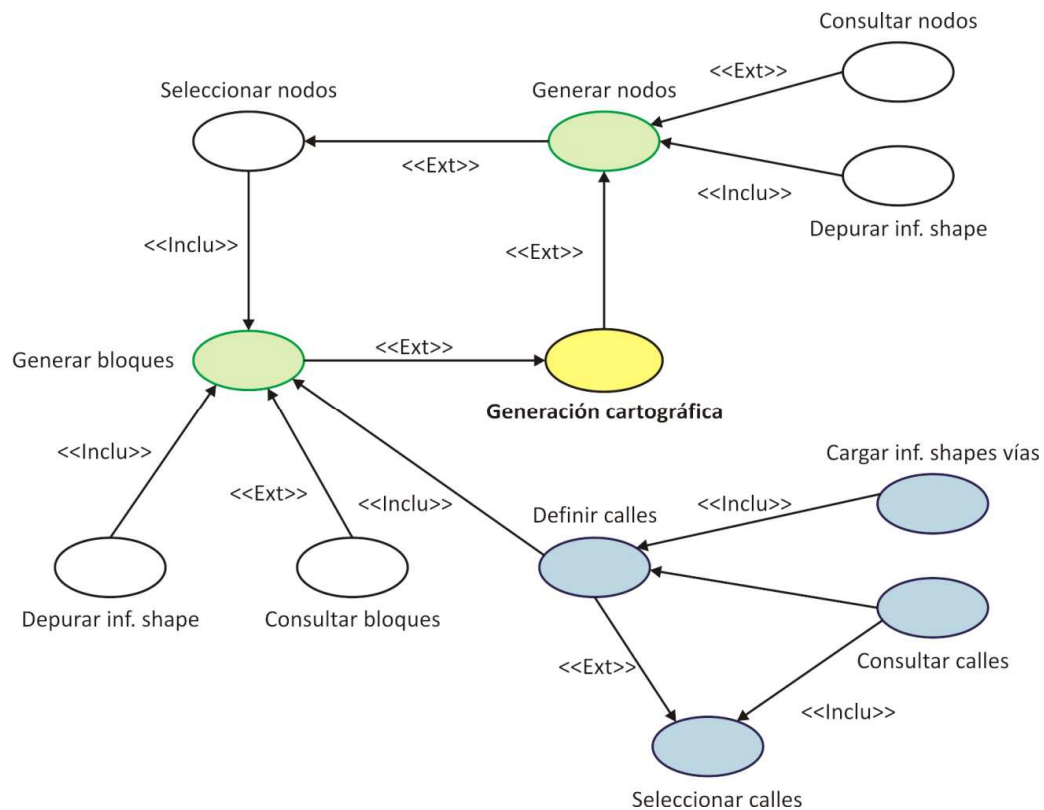 Consultar nodos
<<Ext>>
Seleccionar nodos
Generar nodos
<<Ext>>
<<Inclu>>
Depurar inf. shape
<<Inclu>>
<<Ext>>
<<Ext>>
Generar bloques
Generación cartográfica
Cargar inf. shapes vías
<<Inclu>>
<<Inclu>>
<<Ext>>
<<Inclu>>
Definir calles
Depurar inf. shape
Consultar bloques
Consultar calles
<<Ext>>
<<Inclu>>
Seleccionar calles